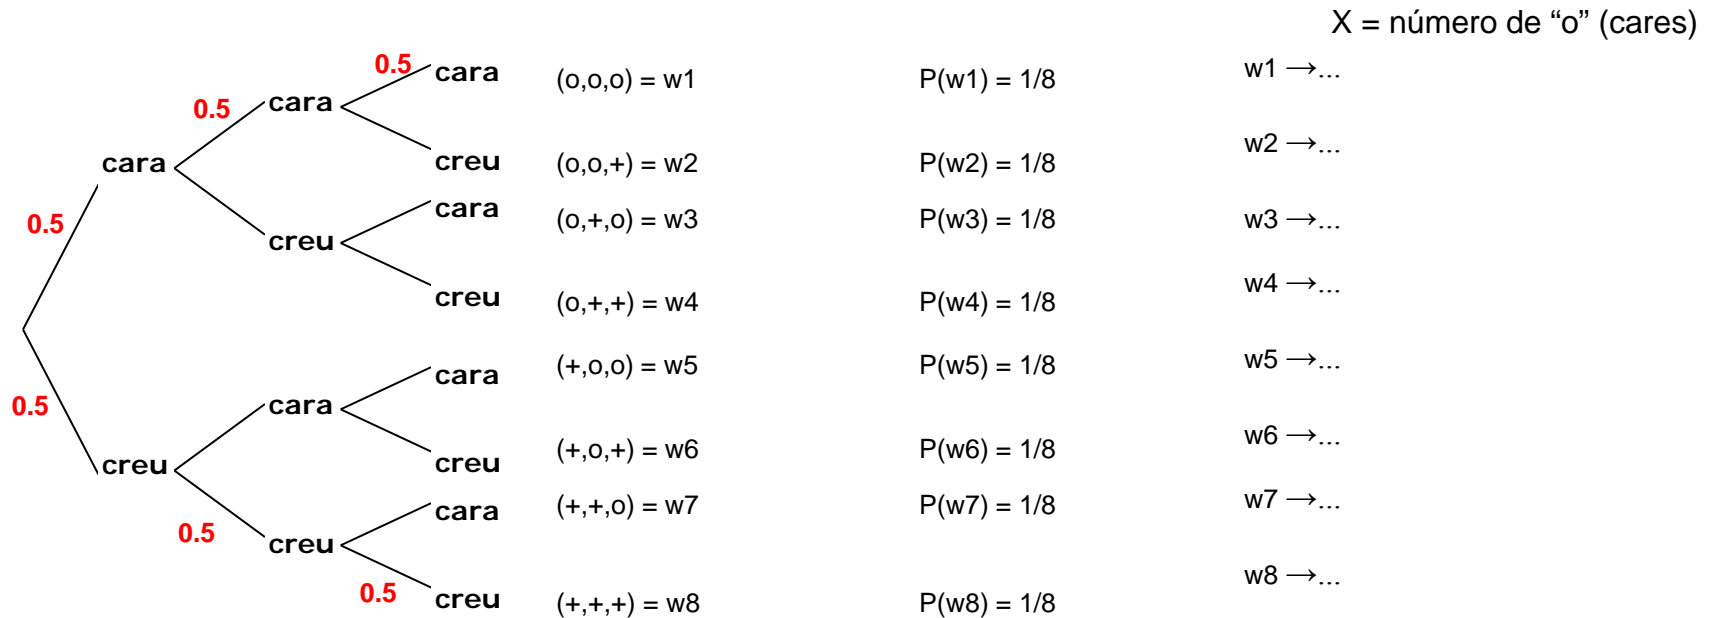 X = número de “o” (cares)
0.5 cara (o,o,o) = w1 P(w1) = 1/8 w1 →...
0.5 cara
creu (o,o,+) = w2 P(w2) = 1/8 w2 →...
cara
cara (o,+,o) = w3 P(w3) = 1/8 w3 →...
0.5
creu
creu (o,+,+) = w4 P(w4) = 1/8 w4 →...
cara (+,o,o) = w5 P(w5) = 1/8 w5 →...
0.5 cara
creu (+,o,+) = w6 P(w6) = 1/8 w6 →...
creu
cara (+,+,o) = w7 P(w7) = 1/8 w7 →...
0.5 creu
0.5 creu (+,+,+) = w8 P(w8) = 1/8 w8 →...